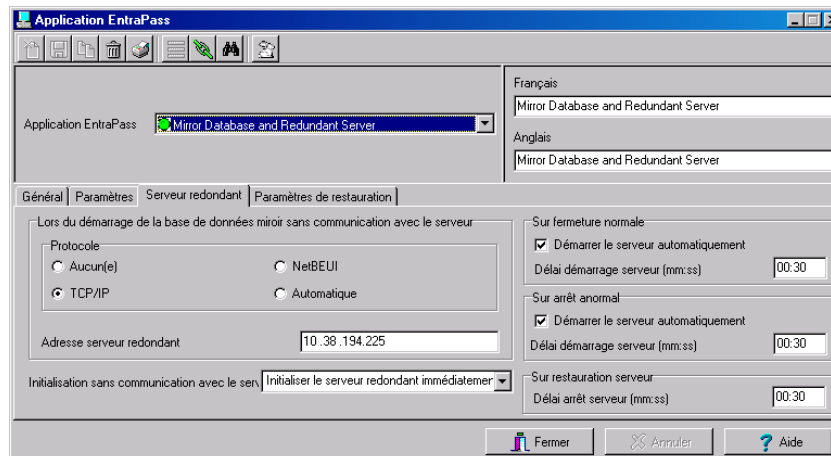 Application EntraPass
Français
Mirror Database and Redundant Server
Application EntraPass
Mirror Database and Redundant Server
Anglais
Mirror Database and Redundant Server
Général
Paramètres
Serveur redondant
Paramètres de restauration
Lors du démarrage de la base de données miroir sans communication avec le serveur
Protocole
Aucun(e)
NetBEUI
TCP/IP
Automatique
Adresse serveur redondant
10 .38 .194.225
Initialisation sans communication avec le serv
Initialiser le serveur redondant immédiatemer
Sur fermeture normale
Démarrer le serveur automatiquement
Délai démarrage serveur (mm:ss)
00:30
Sur arrêt anormal
Démarrer le serveur automatiquement
Délai démarrage serveur (mm:ss)
00:30
Sur restauration serveur
Délai arrêt serveur (mm:ss)
00:30
Fermer
Annuler
Aide